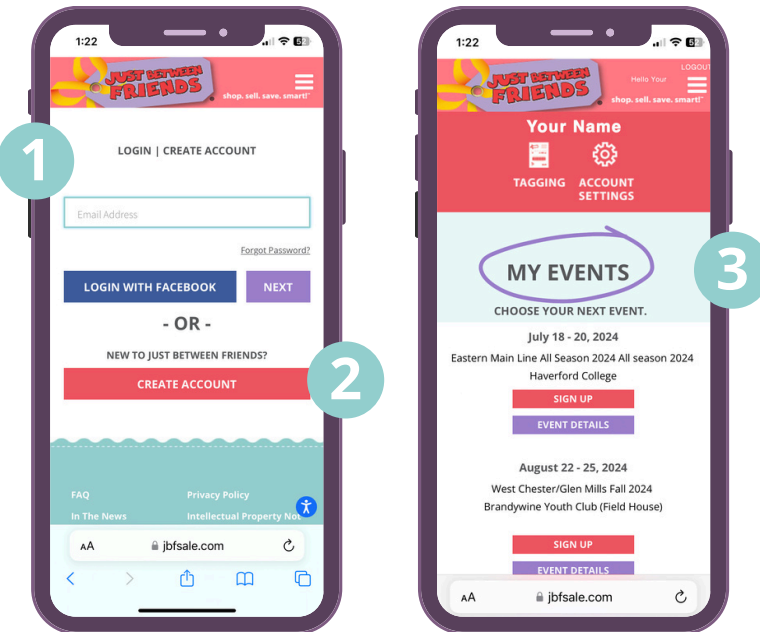 1
1:22
52
JUST BETWEEN
FRIENDS
shop. sell. save. smart!™
LOGIN | CREATE ACCOUNT
Email Address
Forgot Password?
LOGIN WITH FACEBOOK
NEXT
- OR -
NEW TO JUST BETWEEN FRIENDS?
CREATE ACCOUNT
2
FAQ
Privacy Policy
In The News
Intellectual Property Not
AA
jbfsale.com
1:22
52
LOGOUT
JUST BETWEEN
FRIENDS
Hello Your
shop. sell. save. smart!™
Your Name
TAGGING
ACCOUNT
SETTINGS
3
MY EVENTS
CHOOSE YOUR NEXT EVENT.
July 18 - 20, 2024
Eastern Main Line All Season 2024 All season 2024
Haverford College
SIGN UP
EVENT DETAILS
August 22 - 25, 2024
West Chester/Glen Mills Fall 2024
Brandywine Youth Club (Field House)
SIGN UP
EVENT DETAILS
AA
jbfsale.com